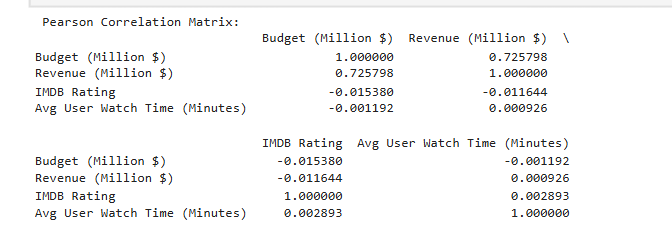 Pearson Correlation Matrix:
Budget (Million $) Revenue (Million $) \
Budget (Million $) 1.000000 0.725798
Revenue (Million $) 0.725798 1.000000
IMDB Rating -0.015380 -0.011644
Avg User Watch Time (Minutes) -0.001192 0.000926
IMDB Rating Avg User Watch Time (Minutes)
Budget (Million $) -0.015380 -0.001192
Revenue (Million $) -0.011644 0.000926
IMDB Rating 1.000000 0.002893
Avg User Watch Time (Minutes) 0.002893 1.000000